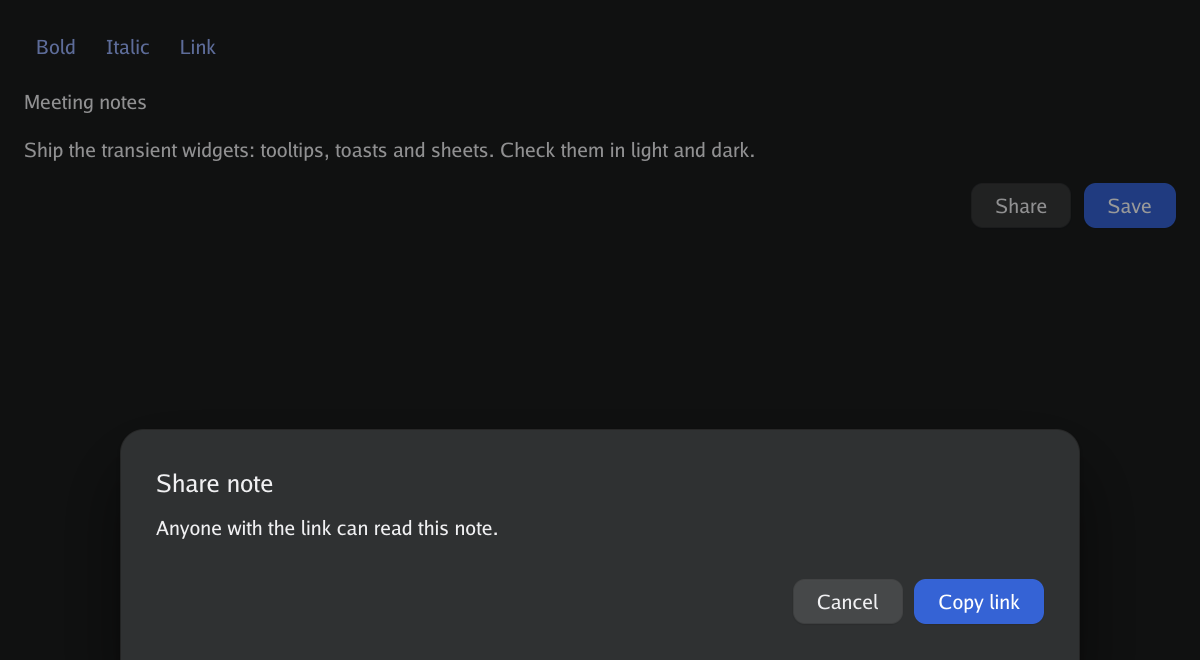 Bold Italic Link
Meeting notes
Ship the transient widgets: tooltips, toasts and sheets. Check them in light and dark.
Share Save
Share note
Anyone with the link can read this note.
Cancel Copy link